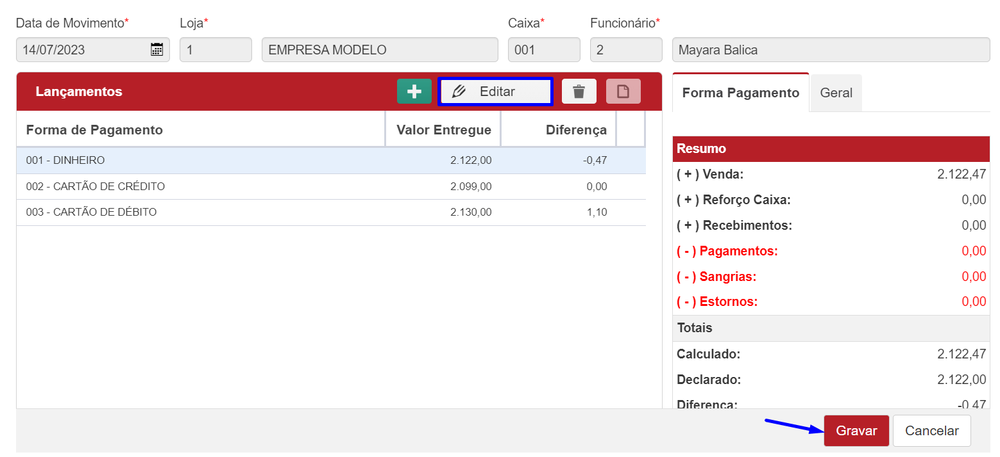 Data de Movimento* Loja* Caixa* Funcionário*
14/07/2023 1 EMPRESA MODELO 001 2 Mayara Balica
Lançamentos Editar
Forma de Pagamento Valor Entregue Diferença
001 - DINHEIRO 2.122,00 -0,47
002 - CARTÃO DE CRÉDITO 2.099,00 0,00
003 - CARTÃO DE DÉBITO 2.130,00 1,10
Forma Pagamento Geral
Resumo
( + ) Venda: 2.122,47
( + ) Reforço Caixa: 0,00
( + ) Recebimentos: 0,00
( - ) Pagamentos: 0,00
( - ) Sangrias: 0,00
( - ) Estornos: 0,00
Totais
Calculado: 2.122,47
Declarado: 2.122,00
Diferença: -0,47
Gravar Cancelar